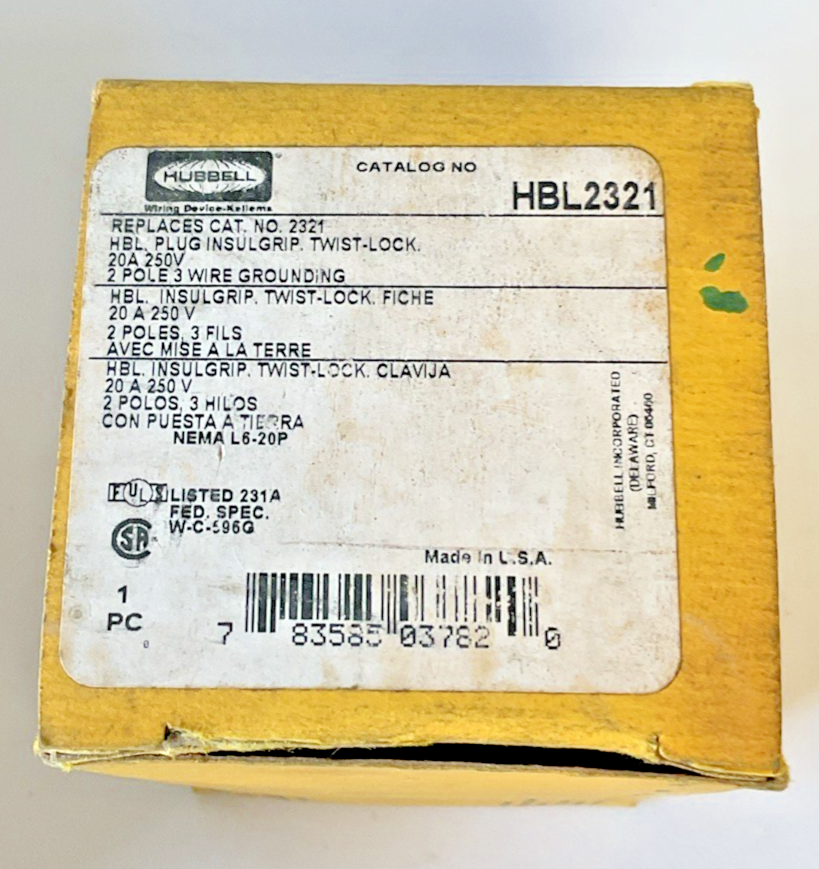 HUBBELL®
Wiring Device-Kellems
CATALOG NO
HBL2321
REPLACES CAT. NO. 2321
HBL. PLUG INSULGRIP. TWIST-LOCK.
20A 250V
2 POLE 3 WIRE GROUNDING
HBL. INSULGRIP. TWIST-LOCK. FICHE
20 A 250 V
2 POLES, 3 FILS
AVEC MISE A LA TERRE
HBL. INSULGRIP. TWIST-LOCK. CLAVIJA
20 A 250 V
2 POLOS, 3 HILOS
CON PUESTA A TIERRA
NEMA L6-20P
UL LISTED 231A
FED. SPEC.
W-C-596G
SA
HUBBELL INCORPORATED
(DELAWARE)
MILFORD, CT 06460
Made in U.S.A.
1
PC
0
7 83585 03782 0